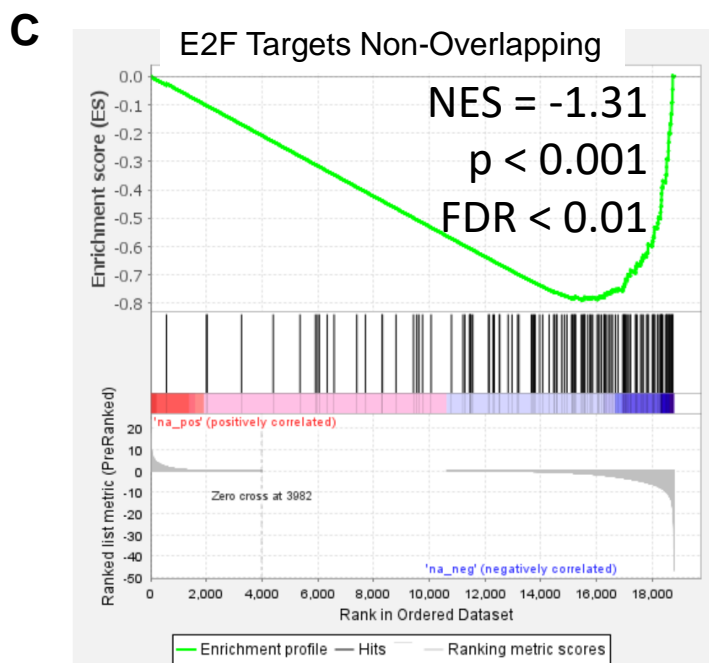 C
E2F Targets Non-Overlapping
NES = -1.31
p < 0.001
FDR < 0.01
Enrichment score (ES)
0.0
-0.1
-0.2
-0.3
-0.4
-0.5
-0.6
-0.7
-0.8
'na_pos' (positively correlated)
Ranked list metric (PreRanked)
20
10
0
-10
-20
-30
-40
-50
Zero cross at 3982
'na_neg' (negatively correlated)
0 2,000 4,000 6,000 8,000 10,000 12,000 14,000 16,000 18,000
Rank in Ordered Dataset
Enrichment profile Hits Ranking metric scores